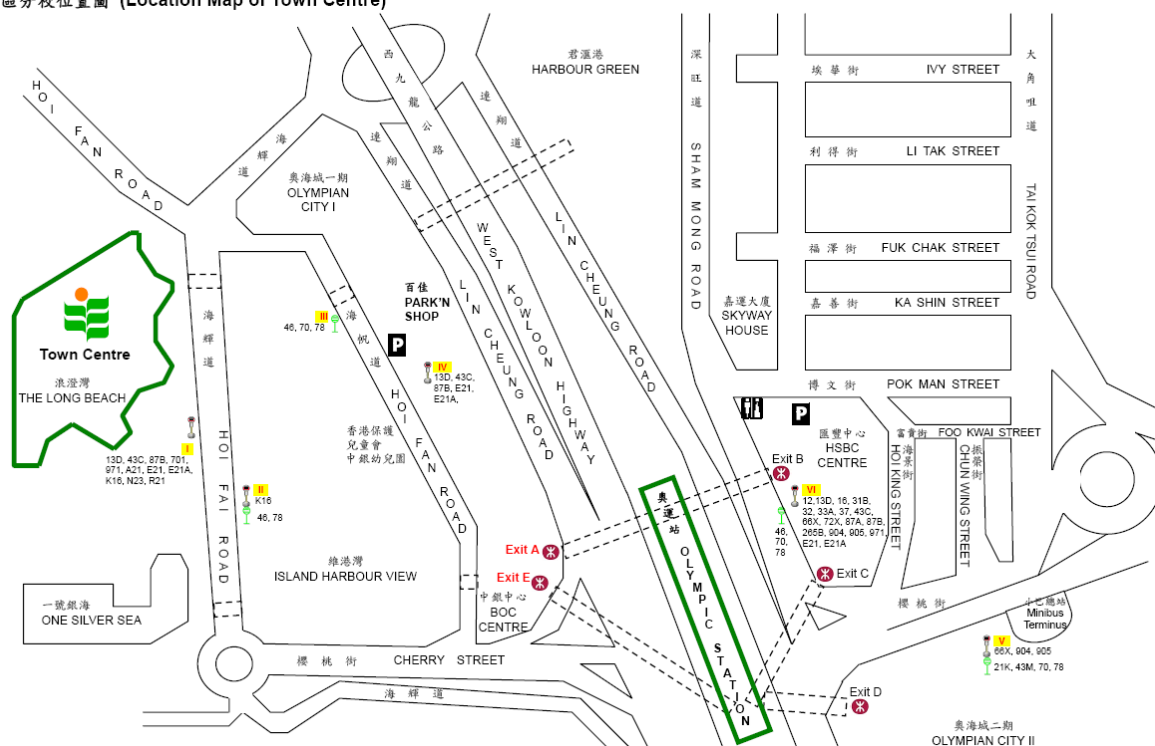 區分校位置圖 (Location Map of Town Centre)
HOI FAN ROAD
海輝道
西九龍公路
連翔道
君滙港
HARBOUR GREEN
深旺道
SHAM MONG ROAD
埃華街 IVY STREET
大角咀道
TAI KOK TSUI ROAD
利得街 LI TAK STREET
福澤街 FUK CHAK STREET
嘉善街 KA SHIN STREET
博文街 POK MAN STREET
富貴街 FOO KWAI STREET
奧海城一期
OLYMPIAN
CITY I
連翔道
WEST KOWLOON HIGHWAY
LIN CHEUNG ROAD
LIN CHEUNG ROAD
嘉運大廈
SKYWAY
HOUSE
Town Centre
浪澄灣
THE LONG BEACH
海輝道
HOI FAI ROAD
III
46, 70, 78
海帆道
HOI FAN ROAD
百佳
PARK'N
SHOP
P
IV
13D, 43C,
87B, E21,
E21A,
I
13D, 43C, 87B, 701,
971, A21, E21, E21A,
K16, N23, R21
II
K16
46, 78
香港保護
兒童會
中銀幼兒園
P
匯豐中心
HSBC
CENTRE
海景街
HOI KING STREET
振榮街
CHUN WING STREET
Exit B
VI
12,13D, 16, 31B,
32, 33A, 37, 43C,
66X, 72X, 87A, 87B,
265B, 904, 905, 971,
E21, E21A
46,
70,
78
奧運站 OLYMPIC STATION
Exit A
Exit E
Exit C
Exit D
維港灣
ISLAND HARBOUR VIEW
中銀中心
BOC
CENTRE
一號銀海
ONE SILVER SEA
櫻桃街 CHERRY STREET
海輝道
櫻桃街
小巴總站
Minibus
Terminus
V
66X, 904, 905
21K, 43M, 70, 78
奧海城二期
OLYMPIAN CITY II